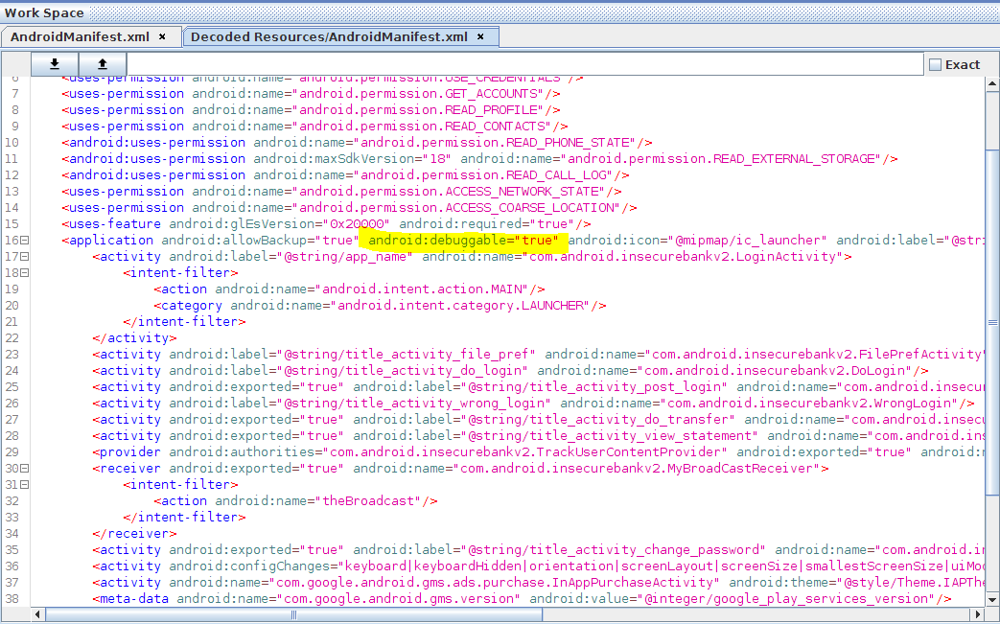 Work Space
AndroidManifest.xml × Decoded Resources/AndroidManifest.xml ×
Exact
6 <uses-permission android:name="android.permission.USE_CREDENTIALS"/>
7 <uses-permission android:name="android.permission.GET_ACCOUNTS"/>
8 <uses-permission android:name="android.permission.READ_PROFILE"/>
9 <uses-permission android:name="android.permission.READ_CONTACTS"/>
10 <android:uses-permission android:name="android.permission.READ_PHONE_STATE"/>
11 <android:uses-permission android:maxSdkVersion="18" android:name="android.permission.READ_EXTERNAL_STORAGE"/>
12 <android:uses-permission android:name="android.permission.READ_CALL_LOG"/>
13 <uses-permission android:name="android.permission.ACCESS_NETWORK_STATE"/>
14 <uses-permission android:name="android.permission.ACCESS_COARSE_LOCATION"/>
15 <uses-feature android:glEsVersion="0x20000" android:required="true"/>
16 <application android:allowBackup="true" android:debuggable="true" android:icon="@mipmap/ic_launcher" android:label="@stri
17 <activity android:label="@string/app_name" android:name="com.android.insecurebankv2.LoginActivity">
18 <intent-filter>
19 <action android:name="android.intent.action.MAIN"/>
20 <category android:name="android.intent.category.LAUNCHER"/>
21 </intent-filter>
22 </activity>
23 <activity android:label="@string/title_activity_file_pref" android:name="com.android.insecurebankv2.FilePrefActivity"
24 <activity android:label="@string/title_activity_do_login" android:name="com.android.insecurebankv2.DoLogin"/>
25 <activity android:exported="true" android:label="@string/title_activity_post_login" android:name="com.android.insecur
26 <activity android:label="@string/title_activity_wrong_login" android:name="com.android.insecurebankv2.WrongLogin"/>
27 <activity android:exported="true" android:label="@string/title_activity_do_transfer" android:name="com.android.insecu
28 <activity android:exported="true" android:label="@string/title_activity_view_statement" android:name="com.android.ins
29 <provider android:authorities="com.android.insecurebankv2.TrackUserContentProvider" android:exported="true" android:n
30 <receiver android:exported="true" android:name="com.android.insecurebankv2.MyBroadCastReceiver">
31 <intent-filter>
32 <action android:name="theBroadcast"/>
33 </intent-filter>
34 </receiver>
35 <activity android:exported="true" android:label="@string/title_activity_change_password" android:name="com.android.in
36 <activity android:configChanges="keyboard|keyboardHidden|orientation|screenLayout|screenSize|smallestScreenSize|uiMod
37 <activity android:name="com.google.android.gms.ads.purchase.InAppPurchaseActivity" android:theme="@style/Theme.IAPThe
38 <meta-data android:name="com.google.android.gms.version" android:value="@integer/google_play_services_version"/>